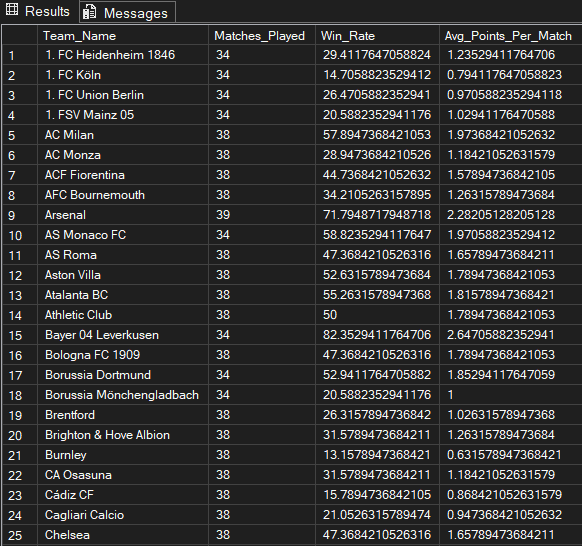 Results Messages
Team_Name Matches_Played Win_Rate Avg_Points_Per_Match
1 1. FC Heidenheim 1846 34 29.4117647058824 1.23529411764706
2 1. FC Köln 34 14.7058823529412 0.794117647058823
3 1. FC Union Berlin 34 26.4705882352941 0.970588235294118
4 1. FSV Mainz 05 34 20.5882352941176 1.02941176470588
5 AC Milan 38 57.8947368421053 1.97368421052632
6 AC Monza 38 28.9473684210526 1.18421052631579
7 ACF Fiorentina 38 44.7368421052632 1.57894736842105
8 AFC Bournemouth 38 34.2105263157895 1.26315789473684
9 Arsenal 39 71.7948717948718 2.28205128205128
10 AS Monaco FC 34 58.8235294117647 1.97058823529412
11 AS Roma 38 47.3684210526316 1.65789473684211
12 Aston Villa 38 52.6315789473684 1.78947368421053
13 Atalanta BC 38 55.2631578947368 1.81578947368421
14 Athletic Club 38 50 1.78947368421053
15 Bayer 04 Leverkusen 34 82.3529411764706 2.64705882352941
16 Bologna FC 1909 38 47.3684210526316 1.78947368421053
17 Borussia Dortmund 34 52.9411764705882 1.85294117647059
18 Borussia Mönchengladbach 34 20.5882352941176 1
19 Brentford 38 26.3157894736842 1.02631578947368
20 Brighton & Hove Albion 38 31.5789473684211 1.26315789473684
21 Burnley 38 13.1578947368421 0.631578947368421
22 CA Osasuna 38 31.5789473684211 1.18421052631579
23 Cádiz CF 38 15.7894736842105 0.868421052631579
24 Cagliari Calcio 38 21.0526315789474 0.947368421052632
25 Chelsea 38 47.3684210526316 1.65789473684211